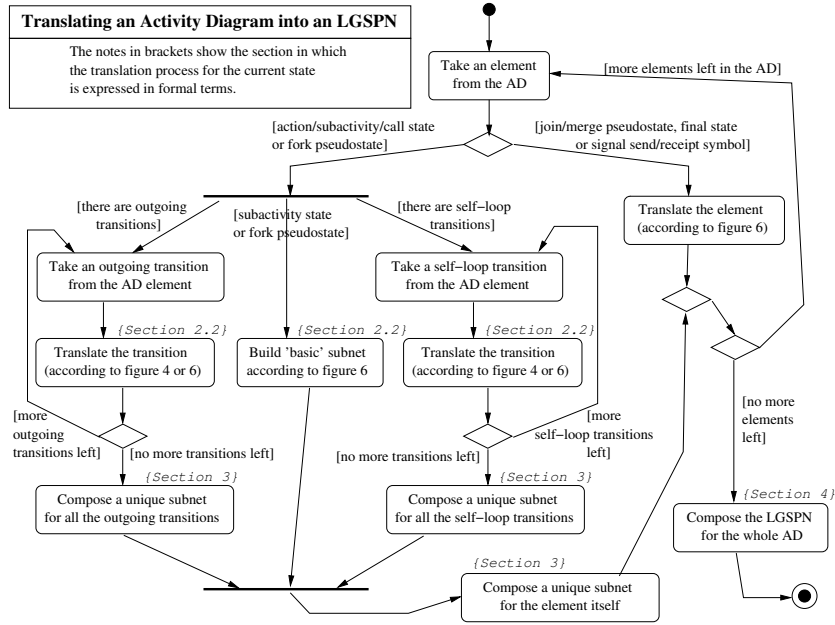 Translating an Activity Diagram into an LGSPN
The notes in brackets show the section in which
the translation process for the current state
is expressed in formal terms.
Take an element
from the AD
[more elements left in the AD]
[action/subactivity/call state
or fork pseudostate]
[join/merge pseudostate, final state
or signal send/receipt symbol]
[there are outgoing
transitions]
[subactivity state
or fork pseudostate]
[there are self−loop
transitions]
Translate the element
(according to figure 6)
Take an outgoing transition
from the AD element
Take a self−loop transition
from the AD element
{Section 2.2}
{Section 2.2}
{Section 2.2}
Translate the transition
(according to figure 4 or 6)
Build 'basic' subnet
according to figure 6
Translate the transition
(according to figure 4 or 6)
[more
outgoing
transitions left]
[no more transitions left]
[no more transitions left]
[more
self−loop transitions
left]
[no more
elements
left]
{Section 3}
{Section 3}
{Section 4}
Compose a unique subnet
for all the outgoing transitions
Compose a unique subnet
for all the self−loop transitions
Compose the LGSPN
for the whole AD
{Section 3}
Compose a unique subnet
for the element itself